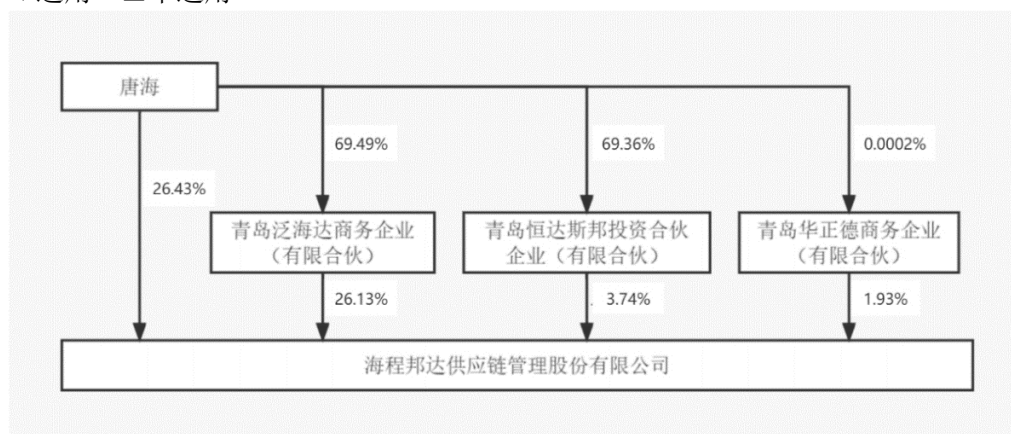 唐海
69.49%
69.36%
0.0002%
26.43%
青岛泛海达商务企业
（有限合伙）
青岛恒达斯邦投资合伙
企业（有限合伙）
青岛华正德商务企业
（有限合伙）
26.13%
3.74%
1.93%
海程邦达供应链管理股份有限公司